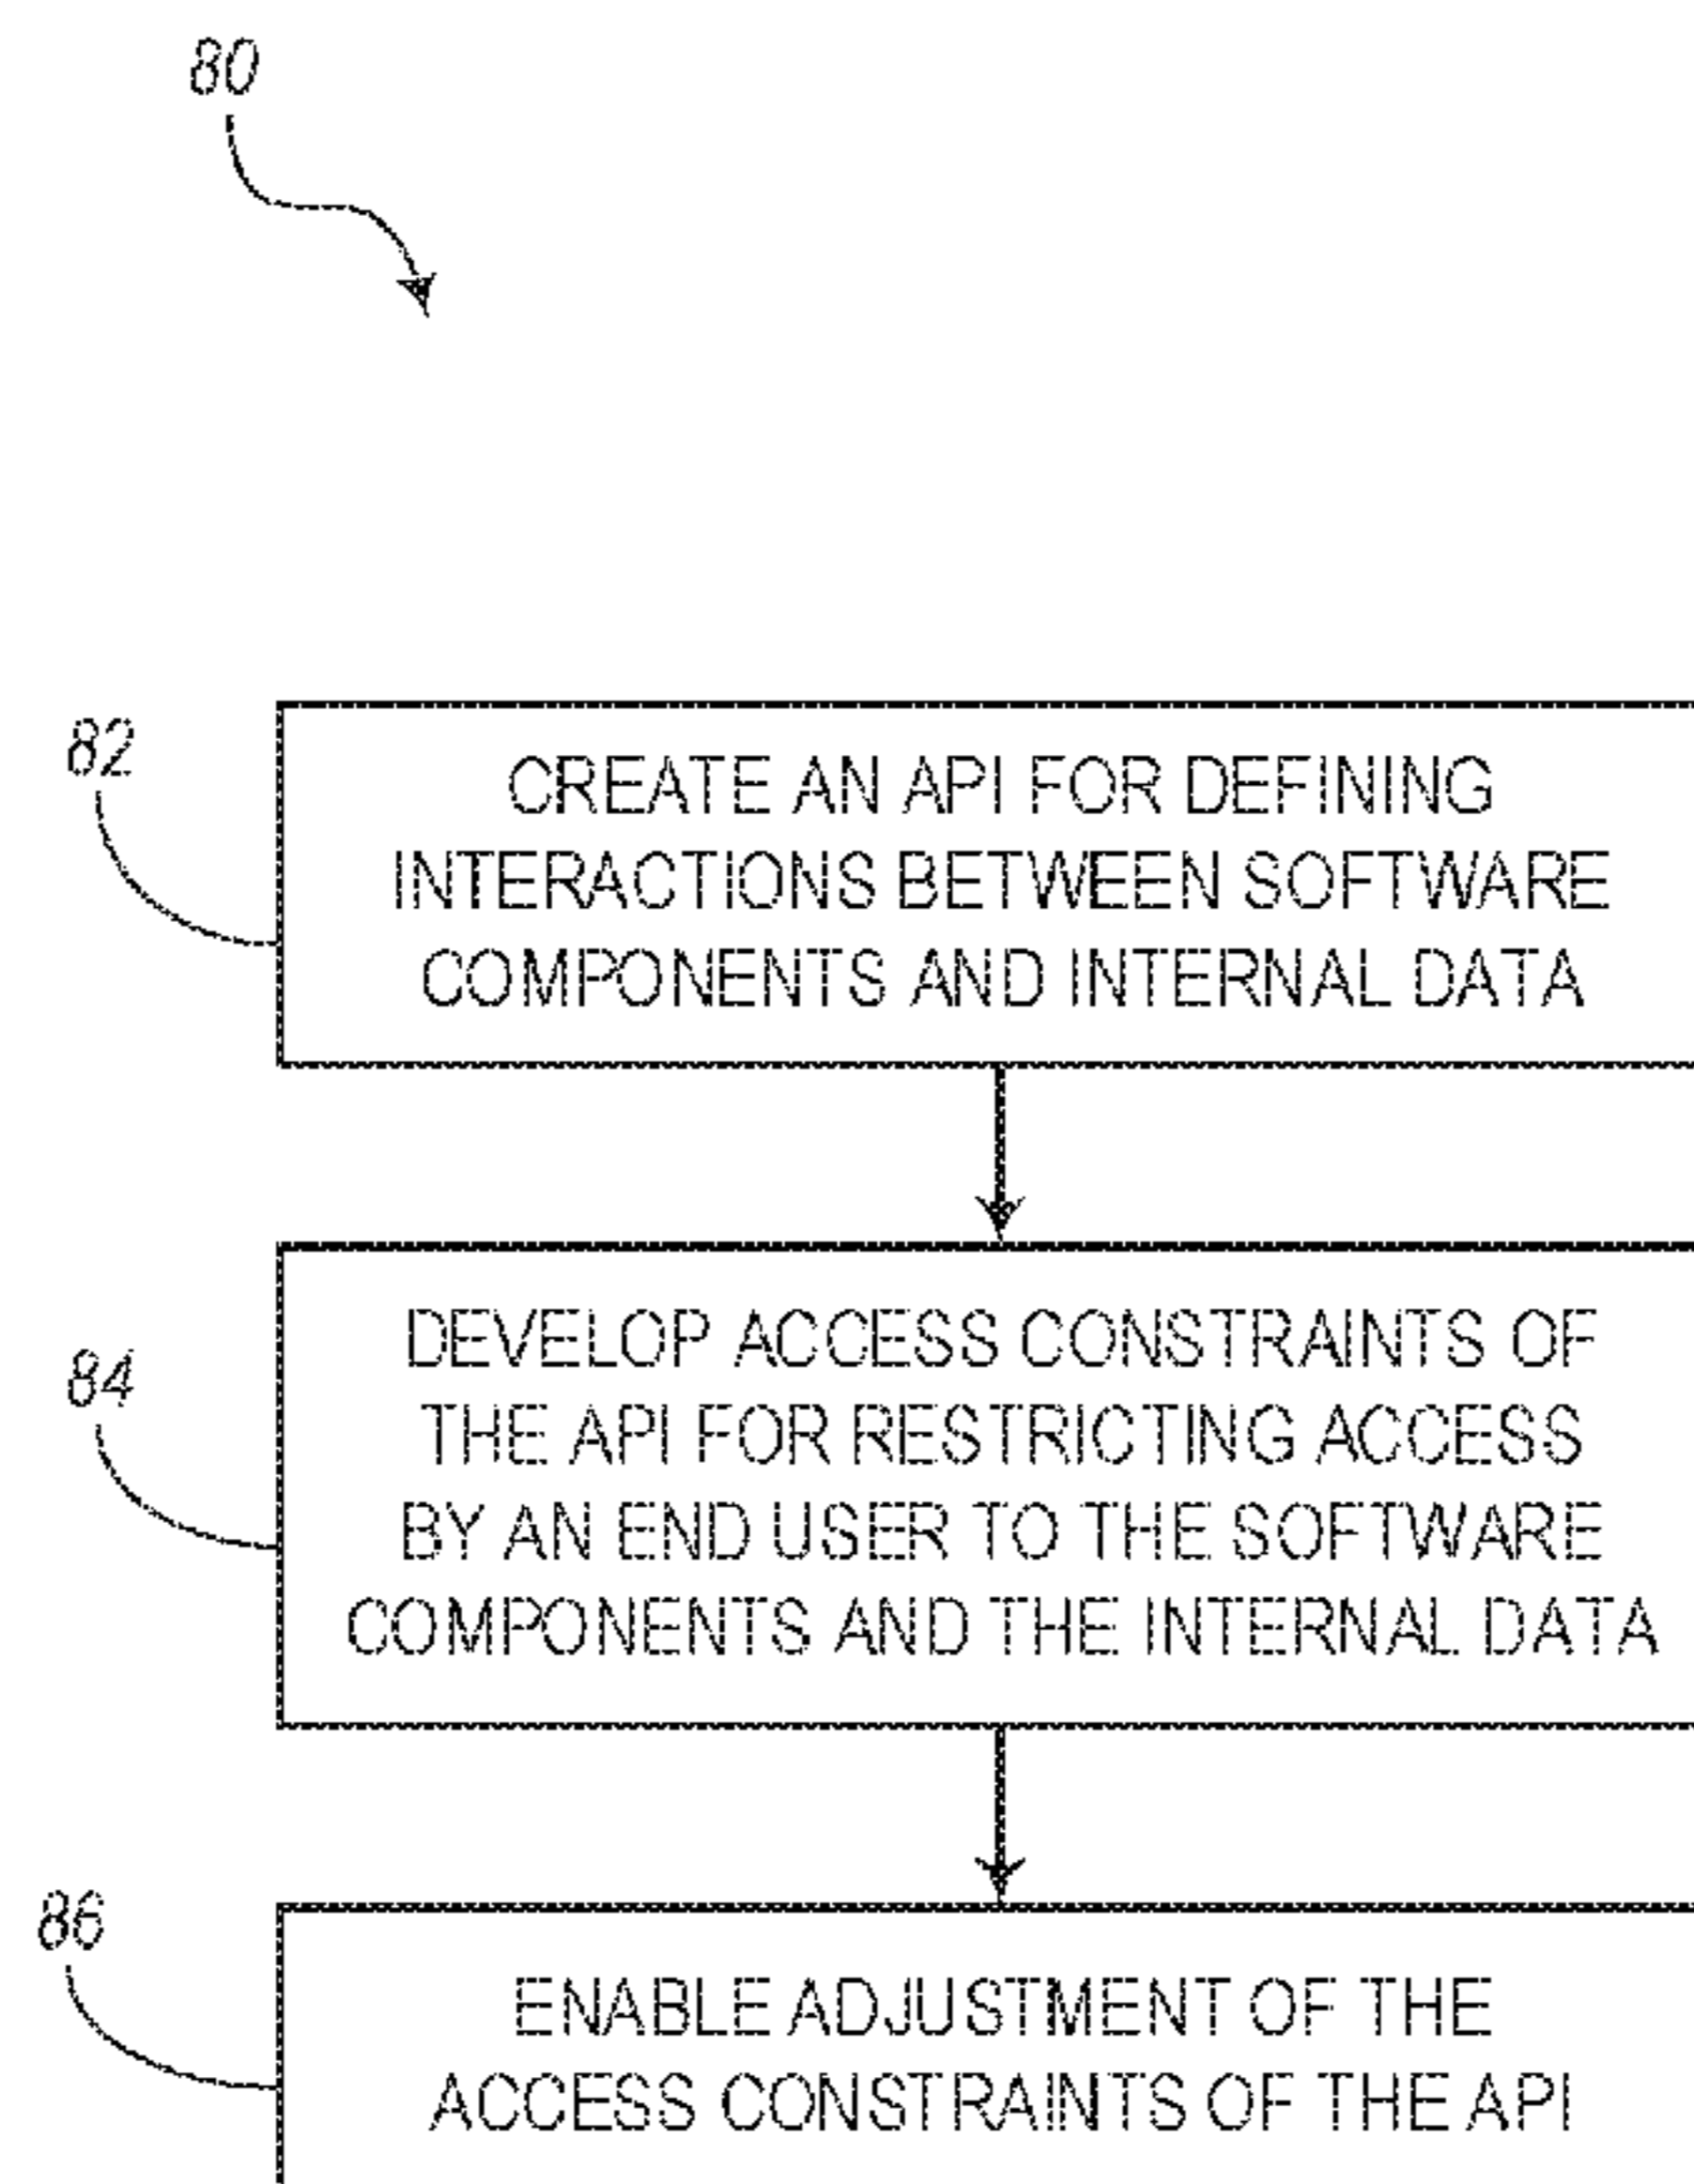 80
82
CREATE AN API FOR DEFINING
INTERACTIONS BETWEEN SOFTWARE
COMPONENTS AND INTERNAL DATA
84
DEVELOP ACCESS CONSTRAINTS OF
THE API FOR RESTRICTING ACCESS
BY AN END USER TO THE SOFTWARE
COMPONENTS AND THE INTERNAL DATA
86
ENABLE ADJUSTMENT OF THE
ACCESS CONSTRAINTS OF THE API